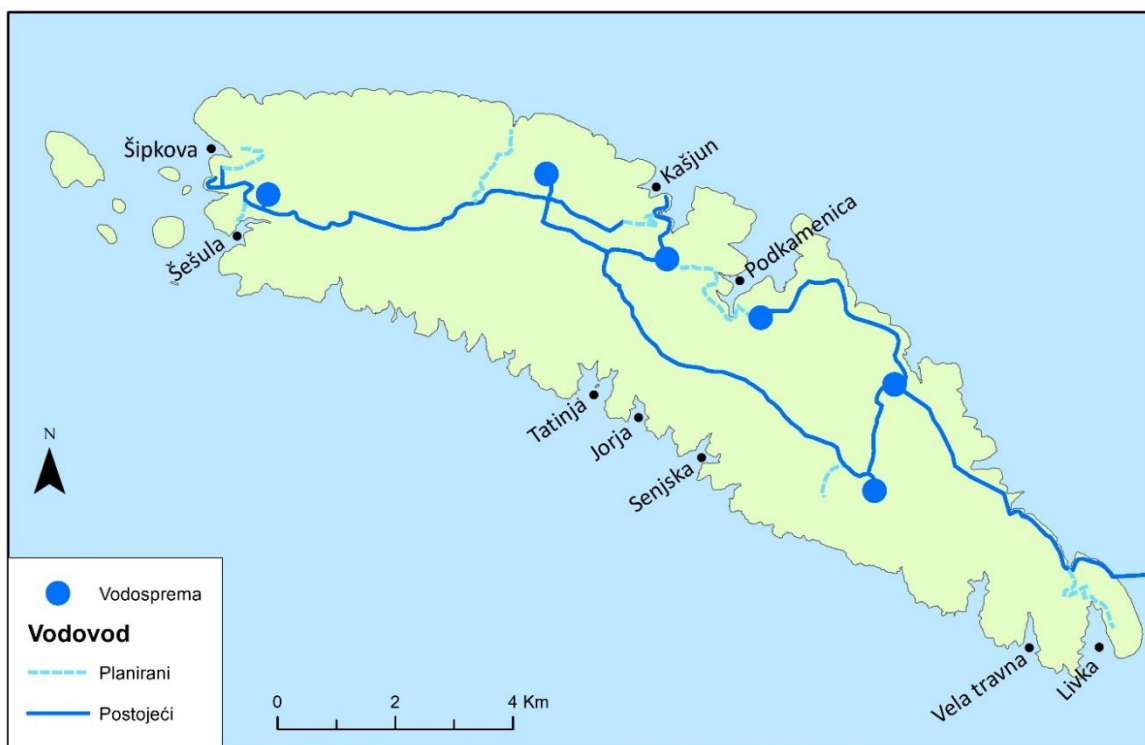 Šipkova
Kašjun
Šešula
Podkamenica
Tatinja
Jorja
Senjska
N
Vela travna
Livka
Vodosprema
Vodovod
Planirani
Postojeći
0 2 4 Km